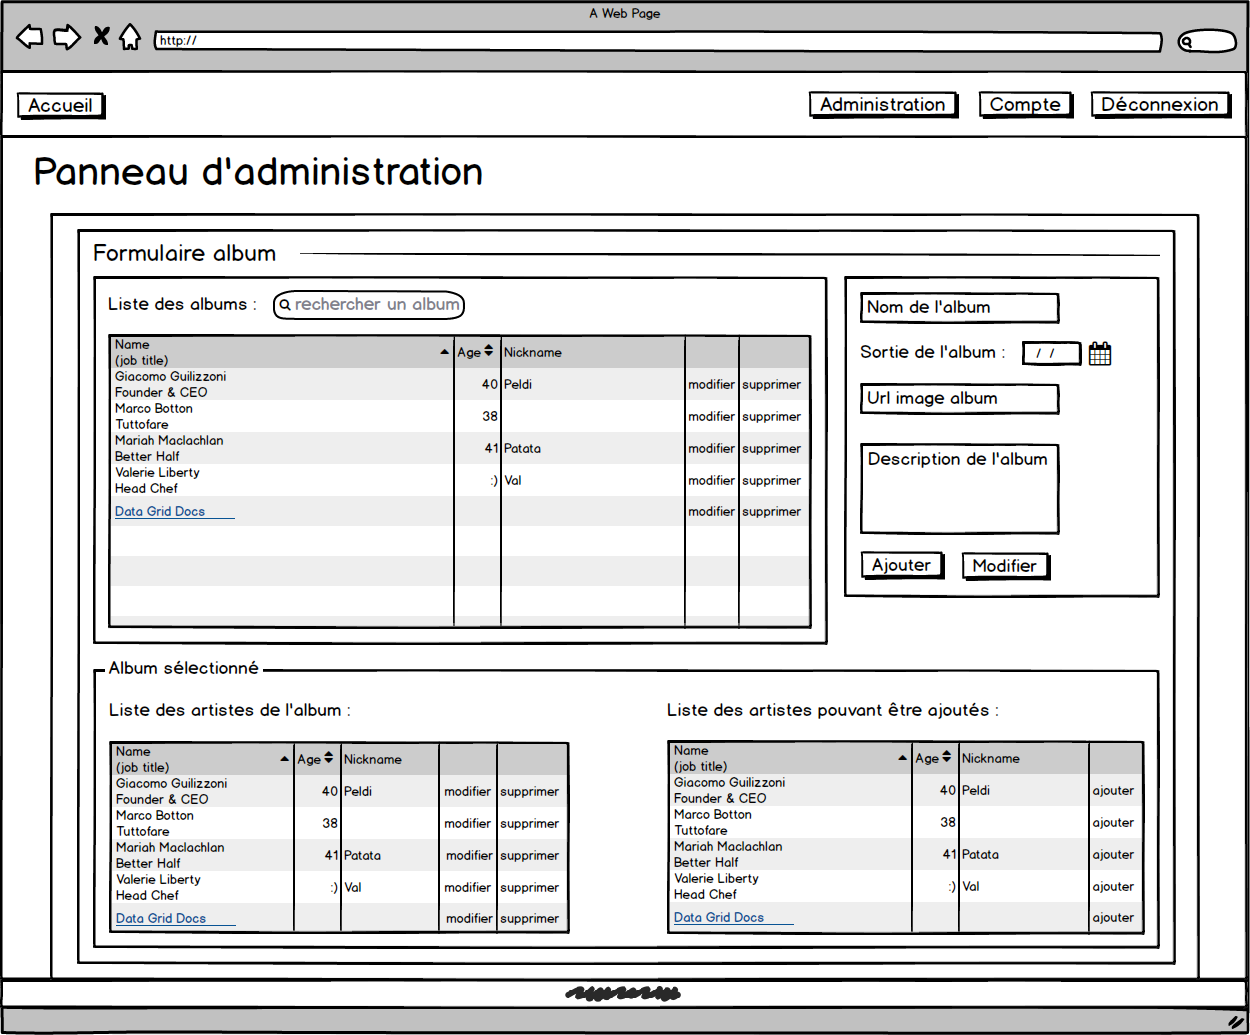 A Web Page
http://
Accueil
Administration
Compte
Déconnexion
Panneau d'administration
Formulaire album
Liste des albums :
rechercher un album
Name
(job title)
Age
Nickname
Giacomo Guilizzoni
Founder & CEO
40
Peldi
modifier
supprimer
Marco Botton
Tuttofare
38
modifier
supprimer
Mariah Maclachlan
Better Half
41
Patata
modifier
supprimer
Valerie Liberty
Head Chef
:)
Val
modifier
supprimer
Data Grid Docs
modifier
supprimer
Nom de l'album
Sortie de l'album :
/ /
Url image album
Description de l'album
Ajouter
Modifier
Album sélectionné
Liste des artistes de l'album :
Name
(job title)
Age
Nickname
Giacomo Guilizzoni
Founder & CEO
40
Peldi
modifier
supprimer
Marco Botton
Tuttofare
38
modifier
supprimer
Mariah Maclachlan
Better Half
41
Patata
modifier
supprimer
Valerie Liberty
Head Chef
:)
Val
modifier
supprimer
Data Grid Docs
modifier
supprimer
Liste des artistes pouvant être ajoutés :
Name
(job title)
Age
Nickname
Giacomo Guilizzoni
Founder & CEO
40
Peldi
ajouter
Marco Botton
Tuttofare
38
ajouter
Mariah Maclachlan
Better Half
41
Patata
ajouter
Valerie Liberty
Head Chef
:)
Val
ajouter
Data Grid Docs
ajouter